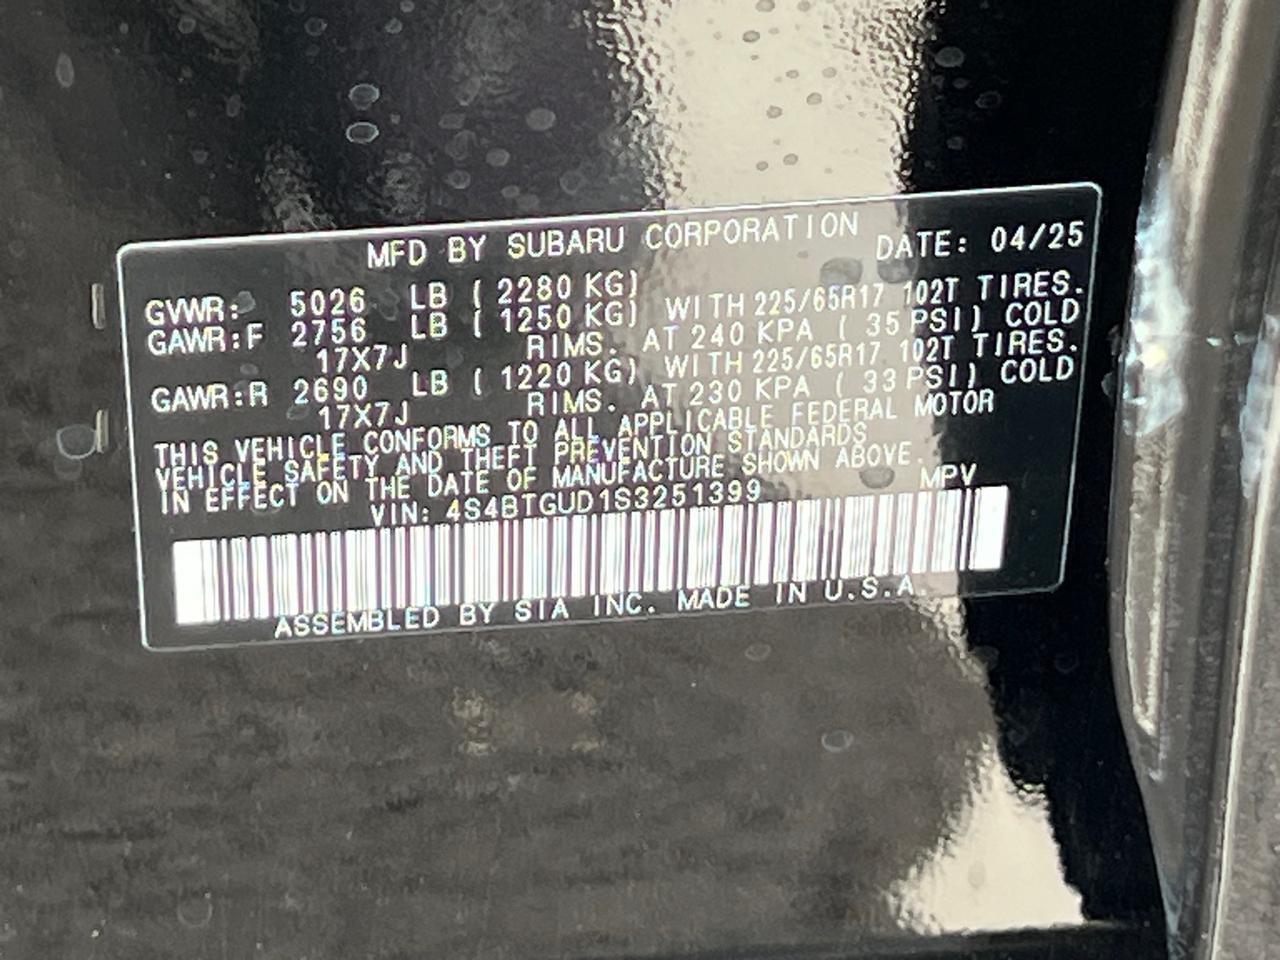 MFD BY SUBARU CORPORATION DATE: 04/25
GVWR: 5026 LB ( 2280 KG)
GAWR:F 2756 LB ( 1250 KG) WITH 225/65R17 102T TIRES.
17X7J RIMS. AT 240 KPA ( 35 PSI) COLD
GAWR:R 2690 LB ( 1220 KG) WITH 225/65R17 102T TIRES.
17X7J RIMS. AT 230 KPA ( 33 PSI) COLD
THIS VEHICLE CONFORMS TO ALL APPLICABLE FEDERAL MOTOR
VEHICLE SAFETY AND THEFT PREVENTION STANDARDS
IN EFFECT ON THE DATE OF MANUFACTURE SHOWN ABOVE.
VIN: 4S4BTGUD1S3251399 MPV
ASSEMBLED BY SIA INC. MADE IN U.S.A.